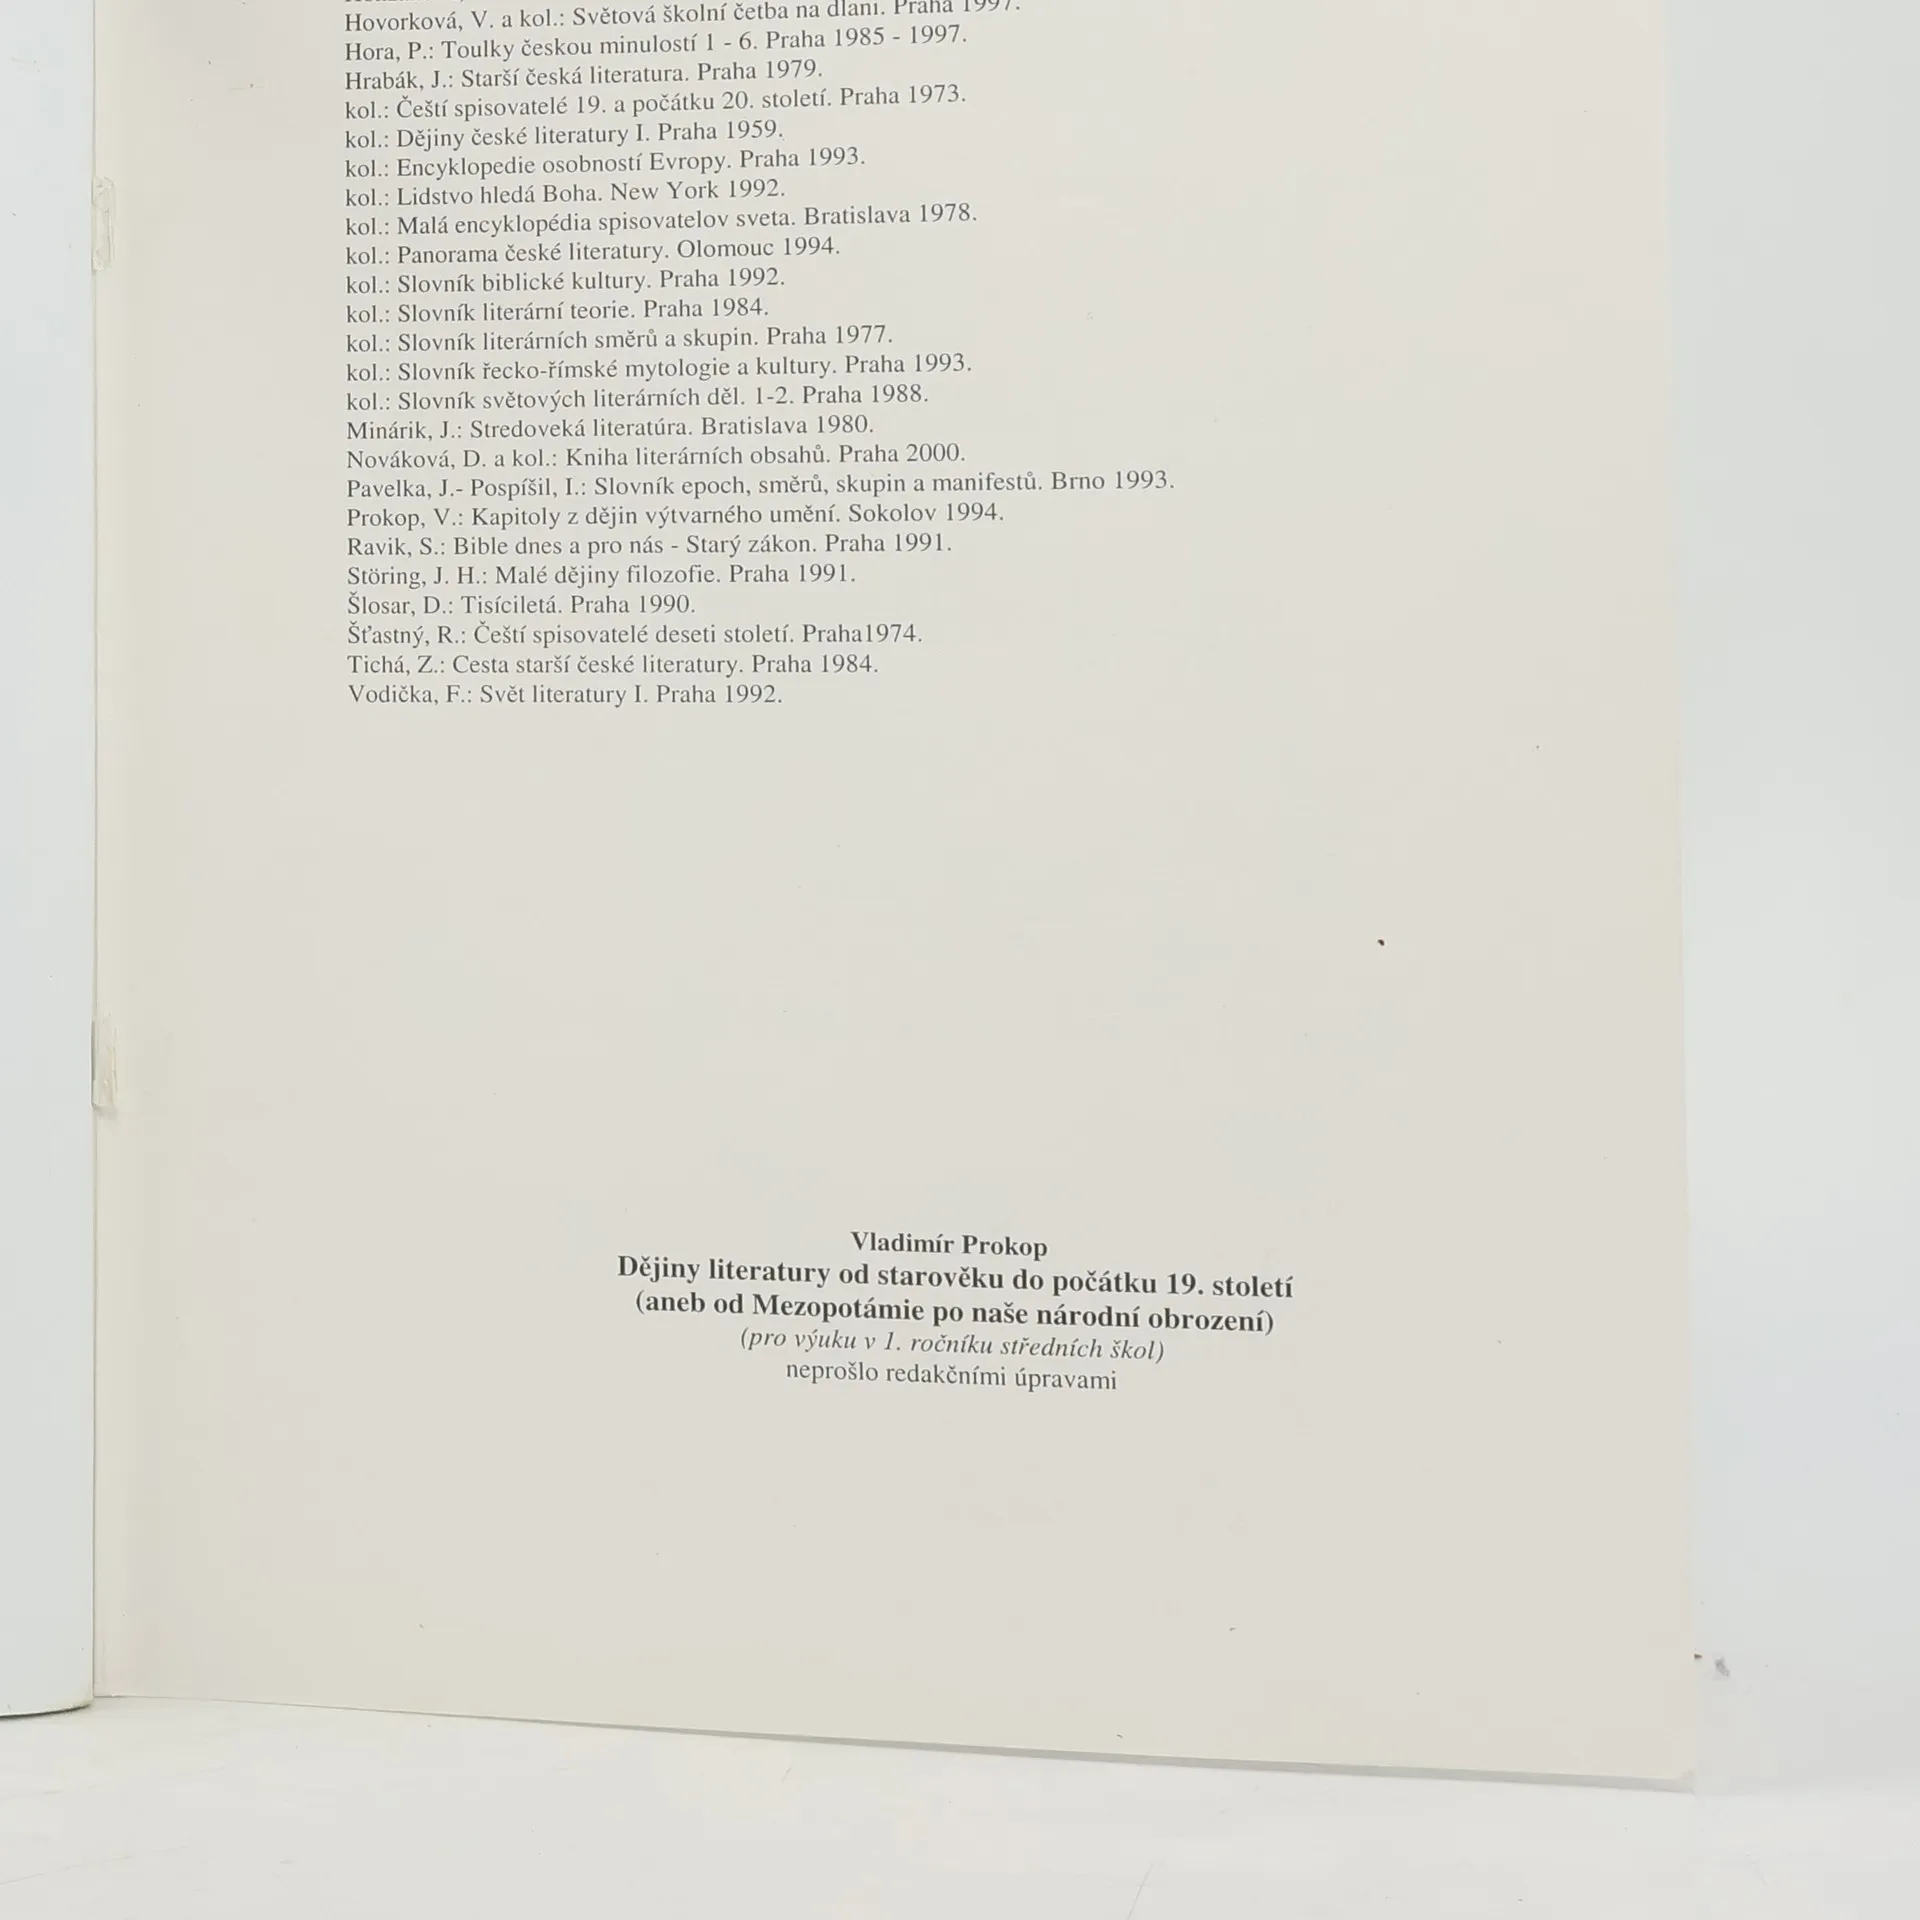 Hovorková, V. a kol.: Světová školní četba na dlani. Praha 1997.
Hora, P.: Toulky českou minulostí 1 - 6. Praha 1985 - 1997.
Hrabák, J.: Starší česká literatura. Praha 1979.
kol.: Čeští spisovatelé 19. a počátku 20. století. Praha 1973.
kol.: Dějiny české literatury I. Praha 1959.
kol.: Encyklopedie osobností Evropy. Praha 1993.
kol.: Lidstvo hledá Boha. New York 1992.
kol.: Malá encyklopédia spisovatelov sveta. Bratislava 1978.
kol.: Panorama české literatury. Olomouc 1994.
kol.: Slovník biblické kultury. Praha 1992.
kol.: Slovník literární teorie. Praha 1984.
kol.: Slovník literárních směrů a skupin. Praha 1977.
kol.: Slovník řecko-římské mytologie a kultury. Praha 1993.
kol.: Slovník světových literárních děl. 1-2. Praha 1988.
Minárik, J.: Stredoveká literatúra. Bratislava 1980.
Nováková, D. a kol.: Kniha literárních obsahů. Praha 2000.
Pavelka, J.- Pospíšil, I.: Slovník epoch, směrů, skupin a manifestů. Brno 1993.
Prokop, V.: Kapitoly z dějin výtvarného umění. Sokolov 1994.
Ravik, S.: Bible dnes a pro nás - Starý zákon. Praha 1991.
Störing, J. H.: Malé dějiny filozofie. Praha 1991.
Šlosar, D.: Tisíciletá. Praha 1990.
Šťastný, R.: Čeští spisovatelé deseti století. Praha1974.
Tichá, Z.: Cesta starší české literatury. Praha 1984.
Vodička, F.: Svět literatury I. Praha 1992.
Vladimír Prokop
Dějiny literatury od starověku do počátku 19. století
(aneb od Mezopotámie po naše národní obrození)
(pro výuku v 1. ročníku středních škol)
neprošlo redakčními úpravami